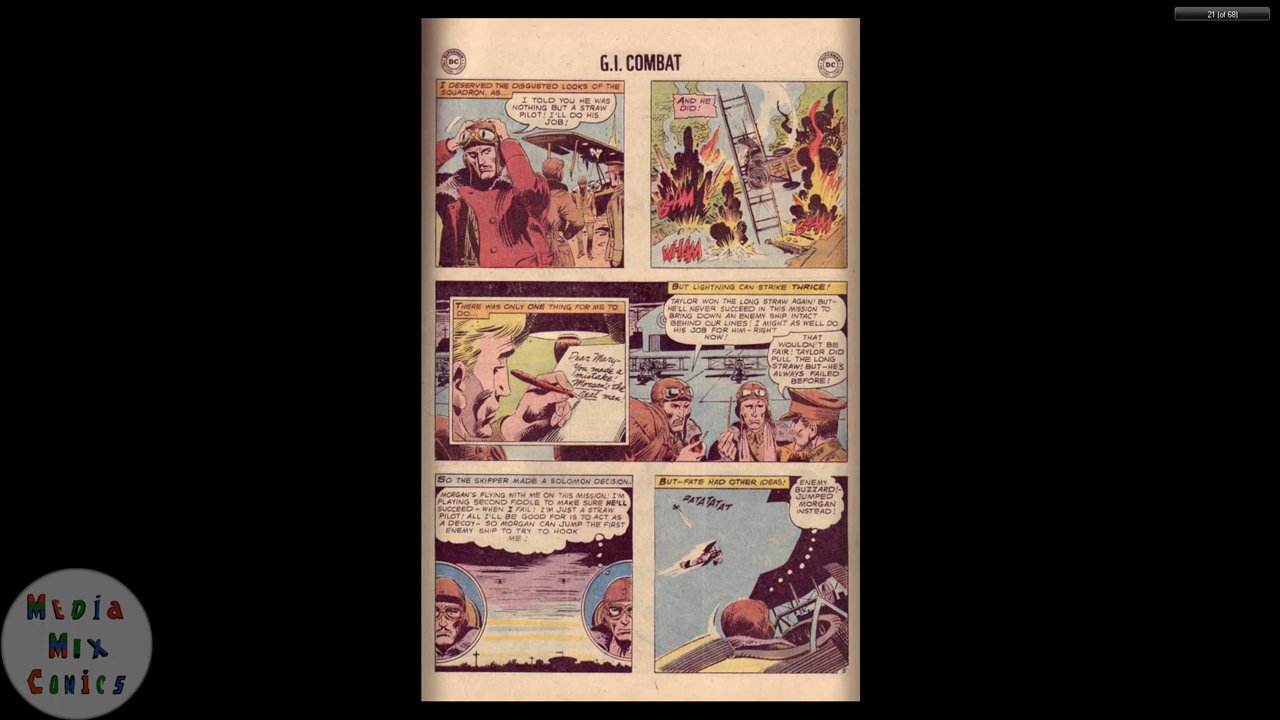 21 (of 68)
SUPERMAN
DC
G.I. COMBAT
SUPERMAN
DC
I DESERVED THE DISGUSTED LOOKS OF THE
SQUADRON, AS...
I TOLD YOU HE WAS
NOTHING BUT A STRAW
PILOT! I'LL DO HIS
JOB!
AND HE
DID!
BLAM
BLAM
WHAM
THERE WAS ONLY ONE THING FOR ME TO
DO...
Dear Mary-
You made a
mistake!
Morgan's the
real man!
BUT LIGHTNING CAN STRIKE THRICE!
TAYLOR WON THE LONG STRAW AGAIN! BUT-
HE'LL NEVER SUCCEED IN THIS MISSION TO
BRING DOWN AN ENEMY SHIP INTACT
BEHIND OUR LINES! I MIGHT AS WELL DO
HIS JOB FOR HIM- RIGHT
NOW!
THAT
WOULDN'T BE
FAIR! TAYLOR DID
PULL THE LONG
STRAW! BUT-HE'S
ALWAYS FAILED
BEFORE!
SO THE SKIPPER MADE A SOLOMON DECISION..
MORGAN'S FLYING WITH ME ON THIS MISSION! I'M
PLAYING SECOND FIDDLE TO MAKE SURE HE'LL
SUCCEED- WHEN I FAIL! I'M JUST A STRAW
PILOT! ALL I'LL BE GOOD FOR IS TO ACT AS
A DECOY- SO MORGAN CAN JUMP THE FIRST
ENEMY SHIP TO TRY TO HOOK
ME!
BUT-FATE HAD OTHER IDEAS!
ENEMY
BUZZARD
JUMPED
MORGAN
INSTEAD!
RATATATAT
MEDIA
MIX
COMICS